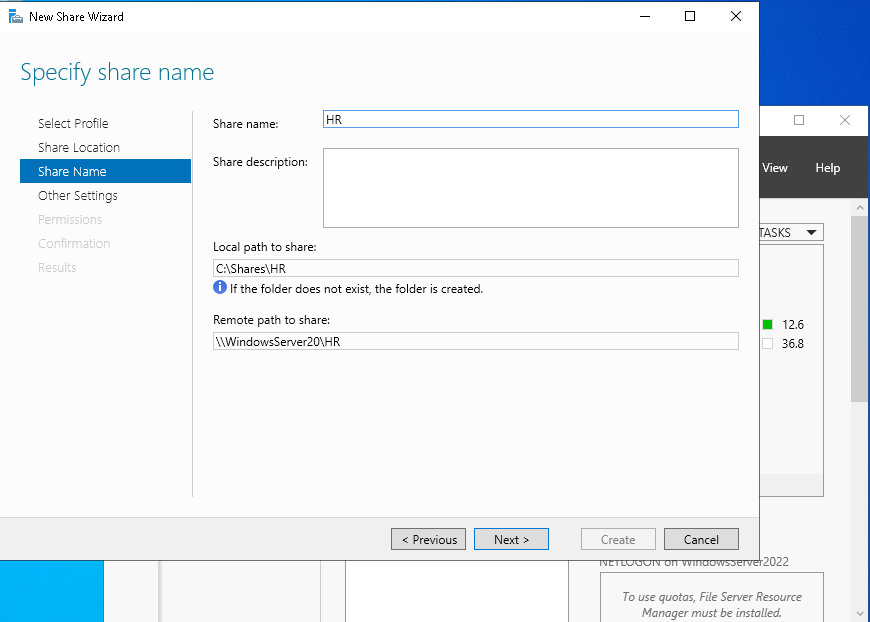 New Share Wizard
Specify share name
Select Profile
Share Location
Share Name
Other Settings
Permissions
Confirmation
Results
Share name:
HR
Share description:
Local path to share:
C:\Shares\HR
If the folder does not exist, the folder is created.
Remote path to share:
\\WindowsServer20\HR
< Previous
Next >
Create
Cancel
View
Help
TASKS
12.6
36.8
NETLOGON on WindowsServer2022
To use quotas, File Server Resource
Manager must be installed.